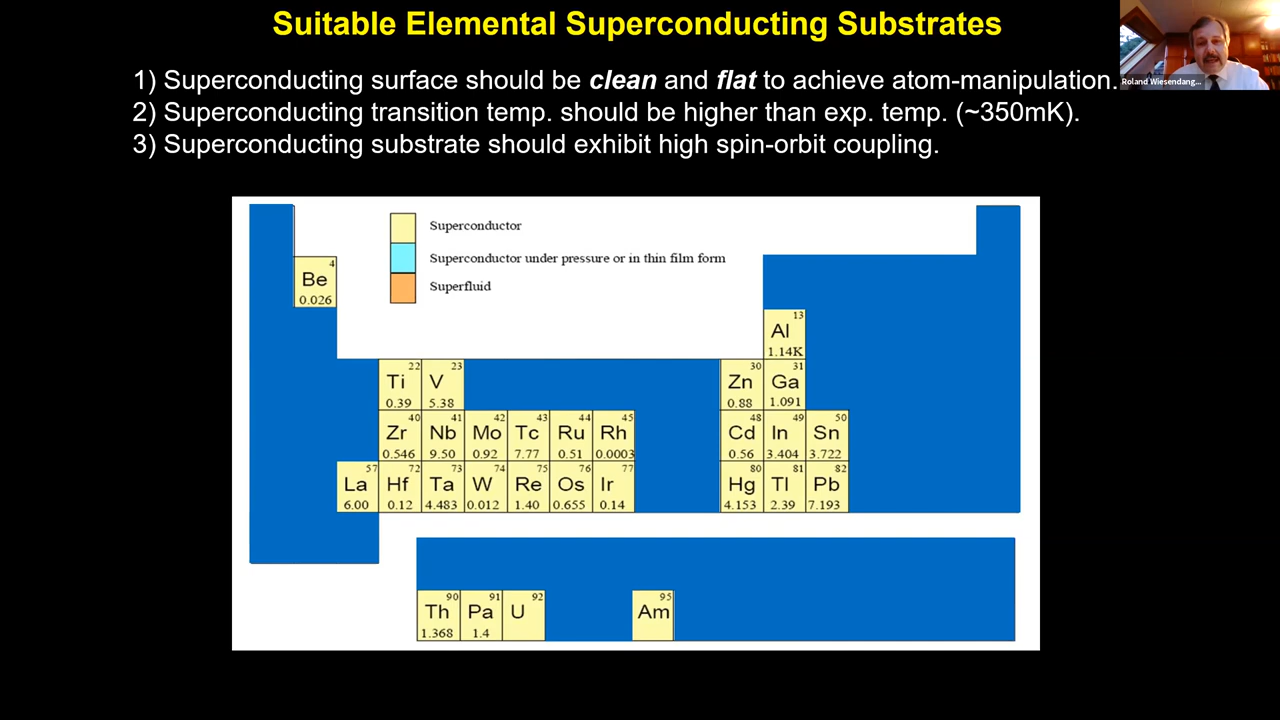 Suitable Elemental Superconducting Substrates
Roland Wiesendang...
1) Superconducting surface should be clean and flat to achieve atom-manipulation.
2) Superconducting transition temp. should be higher than exp. temp. (~350mK).
3) Superconducting substrate should exhibit high spin-orbit coupling.
Superconductor
Superconductor under pressure or in thin film form
Superfluid
4
Be
0.026
13
Al
1.14K
22 23 30 31
Ti V Zn Ga
0.39 5.38 0.88 1.091
40 41 42 43 44 45 48 49 50
Zr Nb Mo Tc Ru Rh Cd In Sn
0.546 9.50 0.92 7.77 0.51 0.0003 0.56 3.404 3.722
57 72 73 74 75 76 77 80 81 82
La Hf Ta W Re Os Ir Hg Tl Pb
6.00 0.12 4.483 0.012 1.40 0.655 0.14 4.153 2.39 7.193
90 91 92 95
Th Pa U Am
1.368 1.4